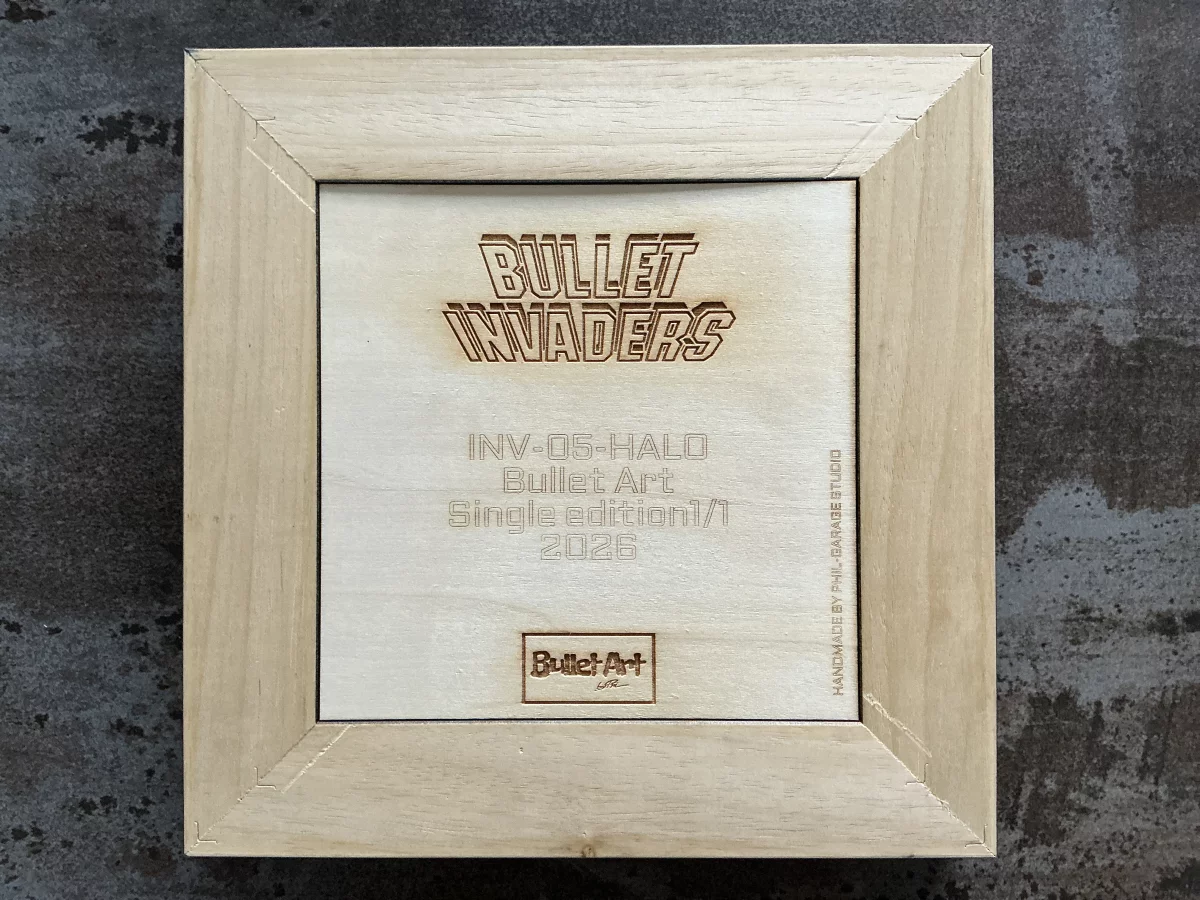 BULLET
INVADERS
INV-05-HALO
Bullet Art
Single edition1/1
2026
Bullet Art
HANDMADE BY PHIL-GARAGE STUDIO